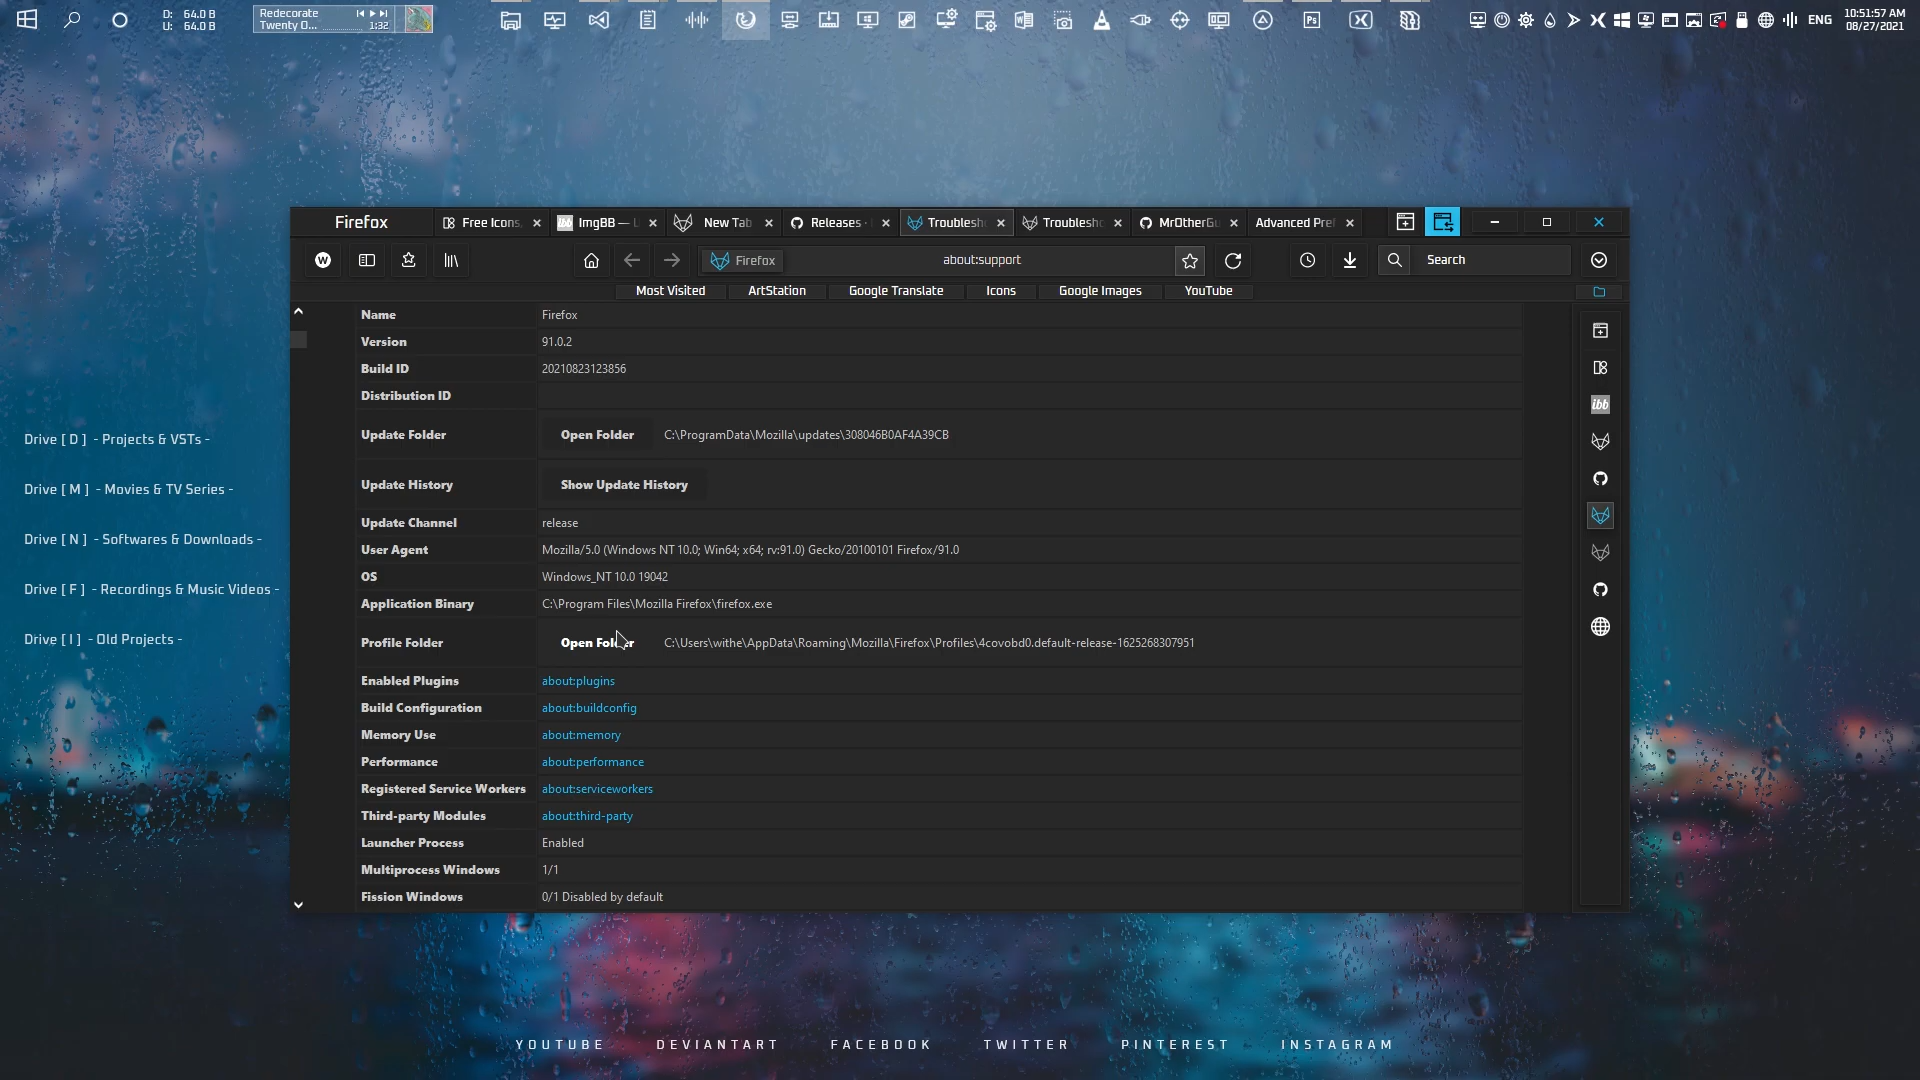 D: 64.0 B
U: 64.0 B
Redecorate
Twenty O...
1:32
Ps
ENG
10:51:57 AM
08/27/2021
Firefox
Free Icons,
ibb
ImgBB —
New Tab
Releases ·
Troublesh
Troublesh
MrOtherGu
Advanced Pref
W
Firefox
about:support
Search
Most Visited
ArtStation
Google Translate
Icons
Google Images
YouTube
Name Firefox
Version 91.0.2
Build ID 20210823123856
Distribution ID
Update Folder Open Folder C:\ProgramData\Mozilla\updates\308046B0AF4A39CB
Update History Show Update History
Update Channel release
User Agent Mozilla/5.0 (Windows NT 10.0; Win64; x64; rv:91.0) Gecko/20100101 Firefox/91.0
OS Windows_NT 10.0 19042
Application Binary C:\Program Files\Mozilla Firefox\firefox.exe
Profile Folder Open Folder C:\Users\withe\AppData\Roaming\Mozilla\Firefox\Profiles\4covobd0.default-release-1625268307951
Enabled Plugins about:plugins
Build Configuration about:buildconfig
Memory Use about:memory
Performance about:performance
Registered Service Workers about:serviceworkers
Third-party Modules about:third-party
Launcher Process Enabled
Multiprocess Windows 1/1
Fission Windows 0/1 Disabled by default
ibb
Drive [ D ] - Projects & VSTs -
Drive [ M ] - Movies & TV Series -
Drive [ N ] - Softwares & Downloads -
Drive [ F ] - Recordings & Music Videos -
Drive [ I ] - Old Projects -
YOUTUBE
DEVIANTART
FACEBOOK
TWITTER
PINTEREST
INSTAGRAM